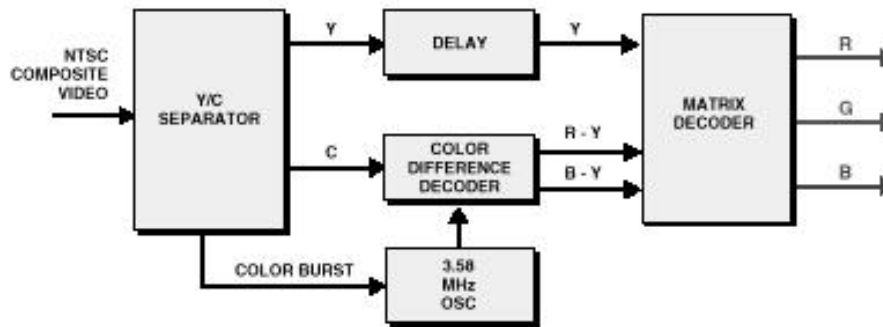 NTSC
COMPOSITE
VIDEO
Y/C
SEPARATOR
Y
DELAY
Y
C
COLOR
DIFFERENCE
DECODER
R - Y
B - Y
MATRIX
DECODER
R
G
B
COLOR BURST
3.58
MHz
OSC